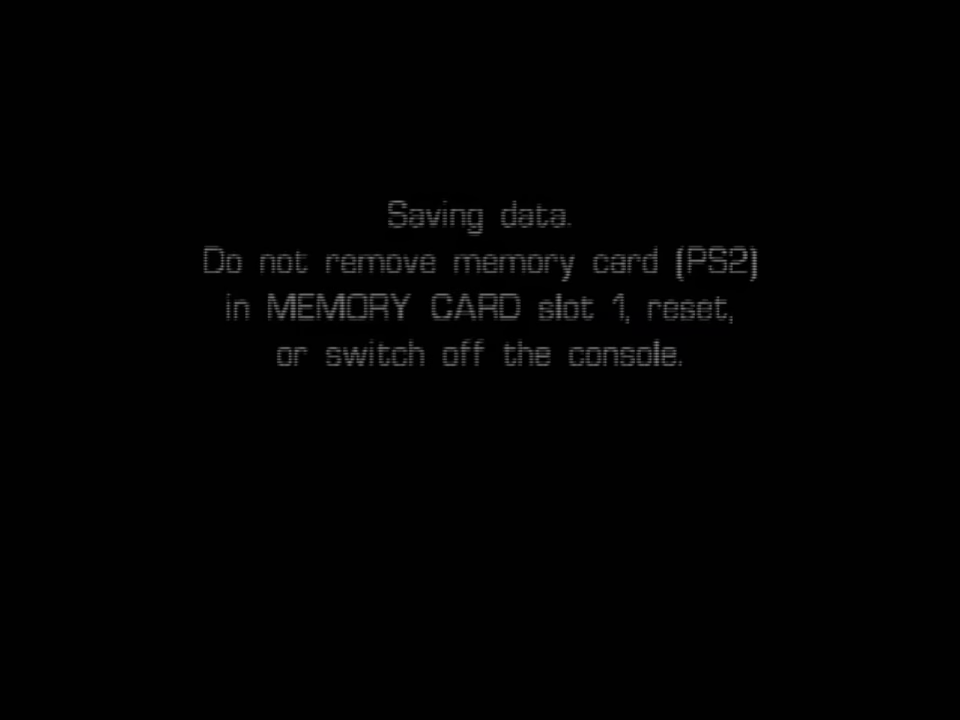 Saving data.
Do not remove memory card (PS2)
in MEMORY CARD slot 1, reset,
or switch off the console.